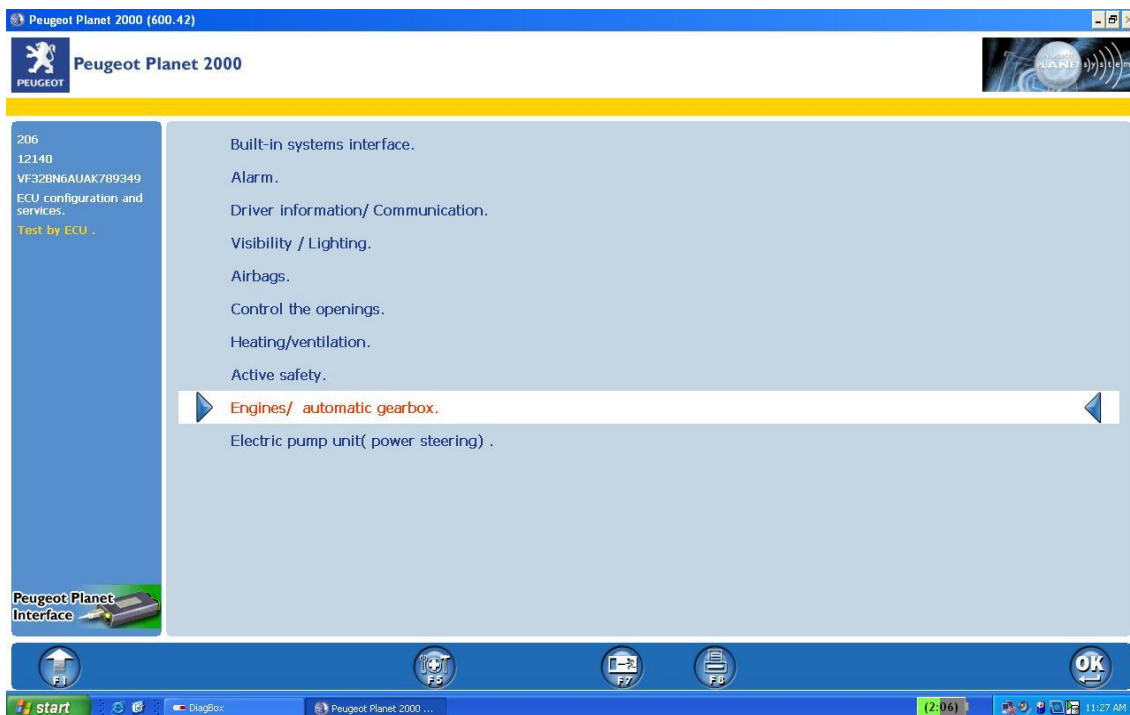 Peugeot Planet 2000 (600.42)
PEUGEOT
Peugeot Planet 2000
PLANET s)y)s)t)e)m
206
12140
VF32BN6AUAK789349
ECU configuration and
services.
Test by ECU .
Built-in systems interface.
Alarm.
Driver information/ Communication.
Visibility / Lighting.
Airbags.
Control the openings.
Heating/ventilation.
Active safety.
Engines/ automatic gearbox.
Electric pump unit( power steering) .
Peugeot Planet
Interface
F1
F5
F7
F8
OK
start
DiagBox
Peugeot Planet 2000 ...
(2:06)
11:27 AM